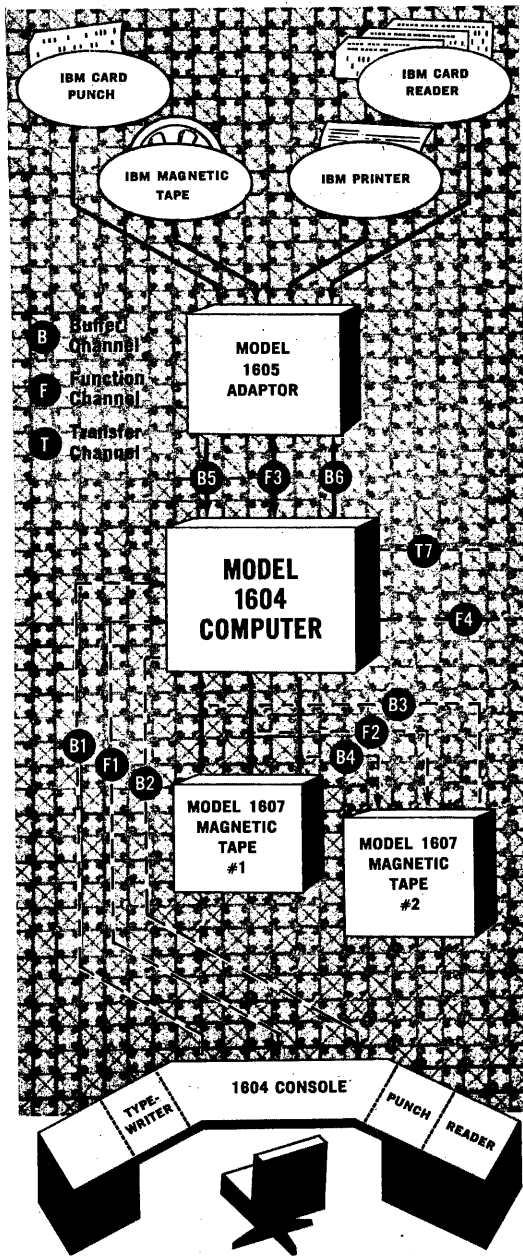 IBM CARD
PUNCH
IBM CARD
READER
IBM MAGNETIC
TAPE
IBM PRINTER
B Buffer
Channel
F Function
Channel
T Transfer
Channel
MODEL
1605
ADAPTOR
B5
F3
B6
MODEL
1604
COMPUTER
T7
F4
B3
F2
B4
B1
F1
B2
MODEL 1607
MAGNETIC
TAPE
#1
MODEL 1607
MAGNETIC
TAPE
#2
1604 CONSOLE
TYPE-
WRITER
PUNCH
READER